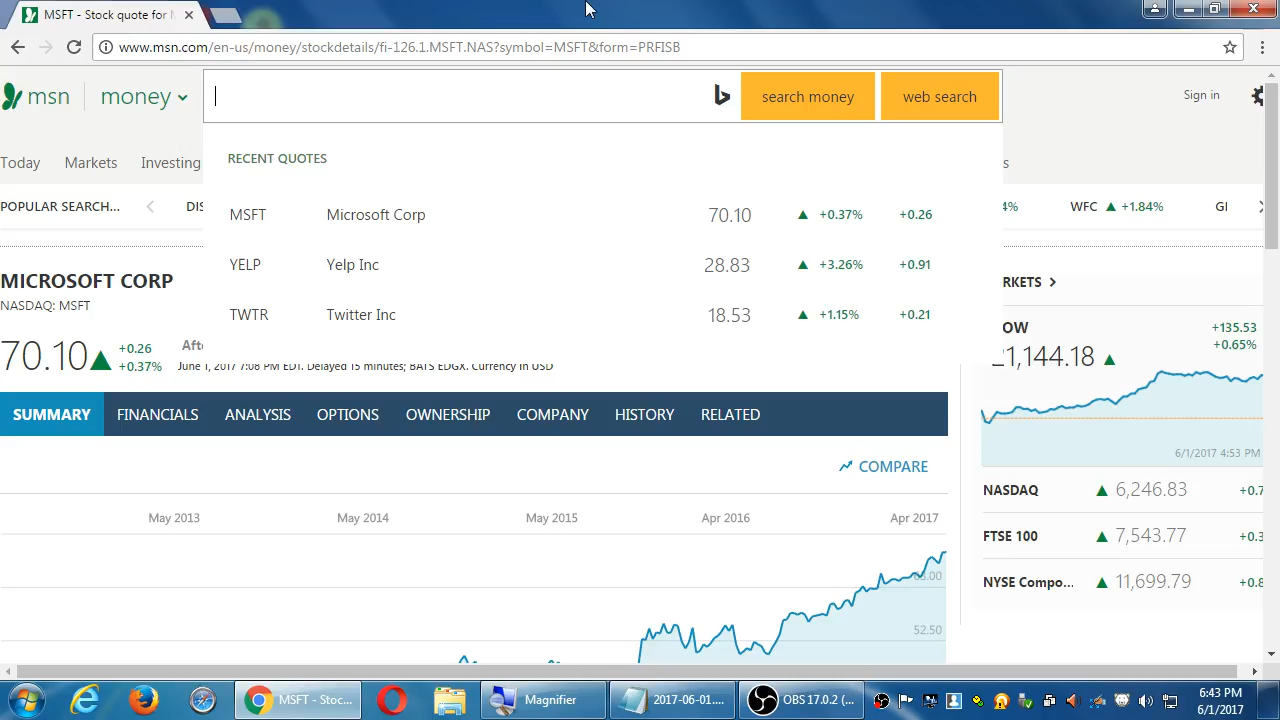 MSFT - Stock quote for
www.msn.com/en-us/money/stockdetails/fi-126.1.MSFT.NAS?symbol=MSFT&form=PRFISB
msn money search money web search Sign in
RECENT QUOTES
Today Markets Investing
MSFT Microsoft Corp 70.10 +0.37% +0.26
POPULAR SEARCH... WFC +1.84% GI
YELP Yelp Inc 28.83 +3.26% +0.91
MICROSOFT CORP
NASDAQ: MSFT
TWTR Twitter Inc 18.53 +1.15% +0.21
+135.53
+0.65%
21,144.18
70.10 +0.26
+0.37%
June 1, 2017 7:08 PM EDT. Delayed 15 minutes; BATS EDGX. Currency in USD
SUMMARY FINANCIALS ANALYSIS OPTIONS OWNERSHIP COMPANY HISTORY RELATED
6/1/2017 4:53 PM
COMPARE
NASDAQ 6,246.83
May 2013 May 2014 May 2015 Apr 2016 Apr 2017
FTSE 100 7,543.77
NYSE Compo... 11,699.79
52.50
MSFT - Stoc... Magnifier 2017-06-01.... OBS 17.0.2 (...
6:43 PM
6/1/2017